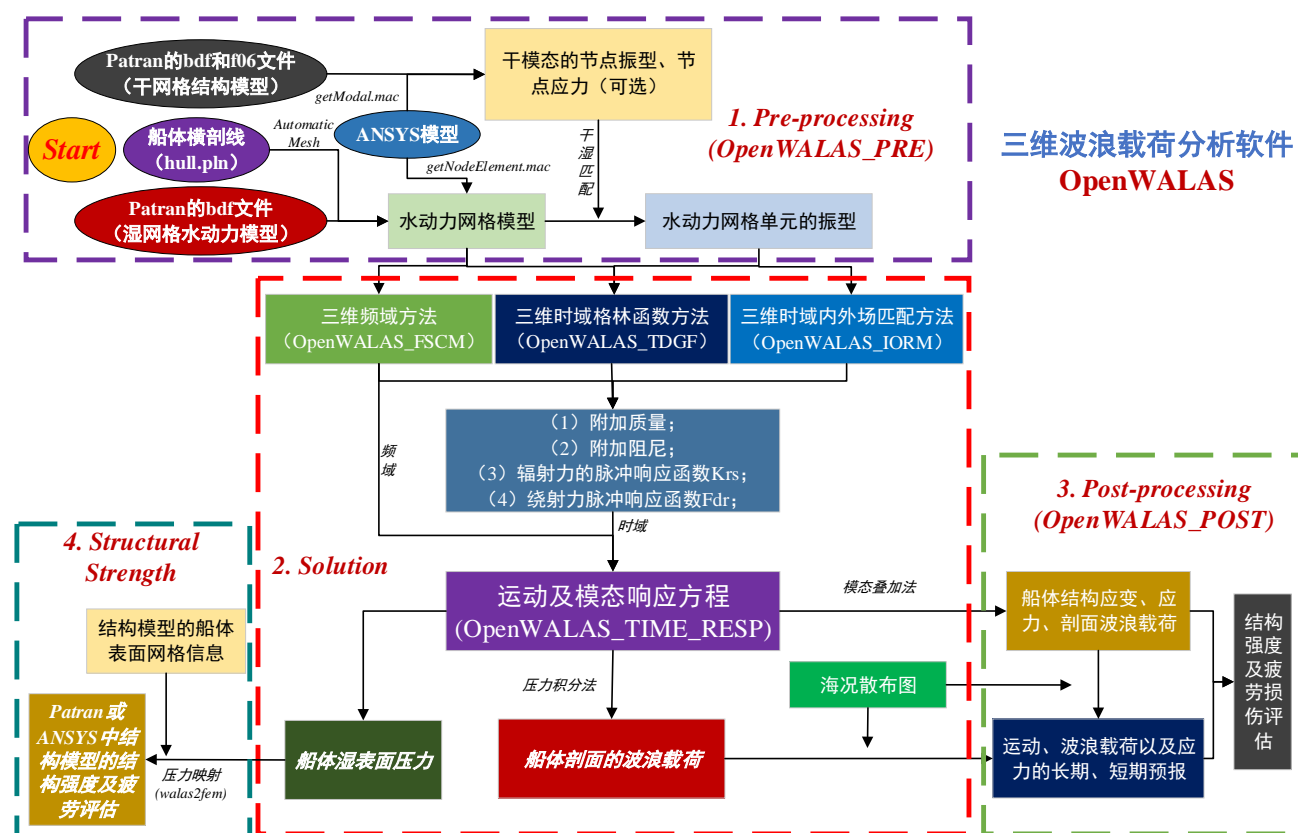 Patran的bdf和f06文件
（干网格结构模型）
干模态的节点振型、节
点应力（可选）
getModal.mac
1. Pre-processing
(OpenWALAS_PRE)
Start
船体横剖线
（hull.pln）
Automatic
Mesh
ANSYS模型
getNodeElement.mac
干湿匹配
三维波浪载荷分析软件
OpenWALAS
Patran的bdf文件
（湿网格水动力模型）
水动力网格模型
水动力网格单元的振型
三维频域方法
（OpenWALAS_FSCM）
三维时域格林函数方法
（OpenWALAS_TDGF）
三维时域内外场匹配方法
（OpenWALAS_IORM）
（1）附加质量；
（2）附加阻尼；
（3）辐射力的脉冲响应函数Krs；
（4）绕射力脉冲响应函数Fdr；
频域
时域
2. Solution
运动及模态响应方程
(OpenWALAS_TIME_RESP)
模态叠加法
压力积分法
海况散布图
船体湿表面压力
船体剖面的波浪载荷
3. Post-processing
(OpenWALAS_POST)
船体结构应变、应
力、剖面波浪载荷
运动、波浪载荷以及应
力的长期、短期预报
结构
强度
及疲
劳损
伤评
估
4. Structural
Strength
结构模型的船体
表面网格信息
Patran或
ANSYS中结
构模型的结
构强度及疲
劳评估
压力映射
(walas2fem)